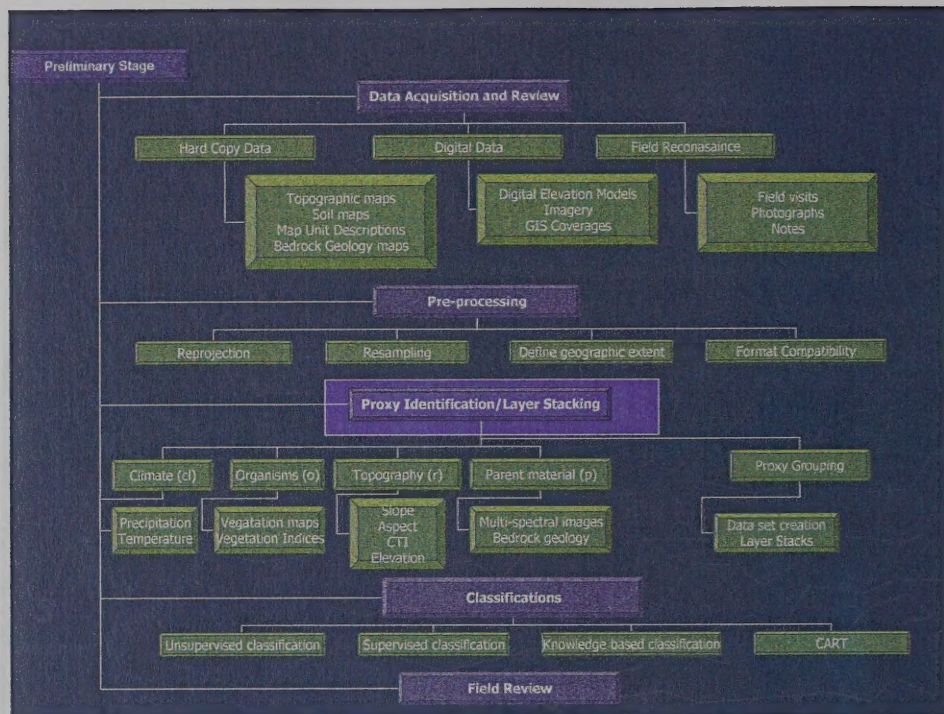 Preliminary Stage
Data Acquisition and Review
Hard Copy Data
Digital Data
Field Reconasaince
Topographic maps
Soil maps
Map Unit Descriptions
Bedrock Geology maps
Digital Elevation Models
Imagery
GIS Coverages
Field visits
Photographs
Notes
Pre-processing
Reprojection
Resampling
Define geographic extent
Format Compatibility
Proxy Identification/Layer Stacking
Climate (cl)
Organisms (o)
Topography (r)
Parent material (p)
Proxy Grouping
Precipitation
Temperature
Vegatation maps
Vegetation Indices
Slope
Aspect
CTI
Elevation
Multi-spectral images
Bedrock geology
Data set creation
Layer Stacks
Classifications
Unsupervised classification
Supervised classification
Knowledge based classification
CART
Field Review